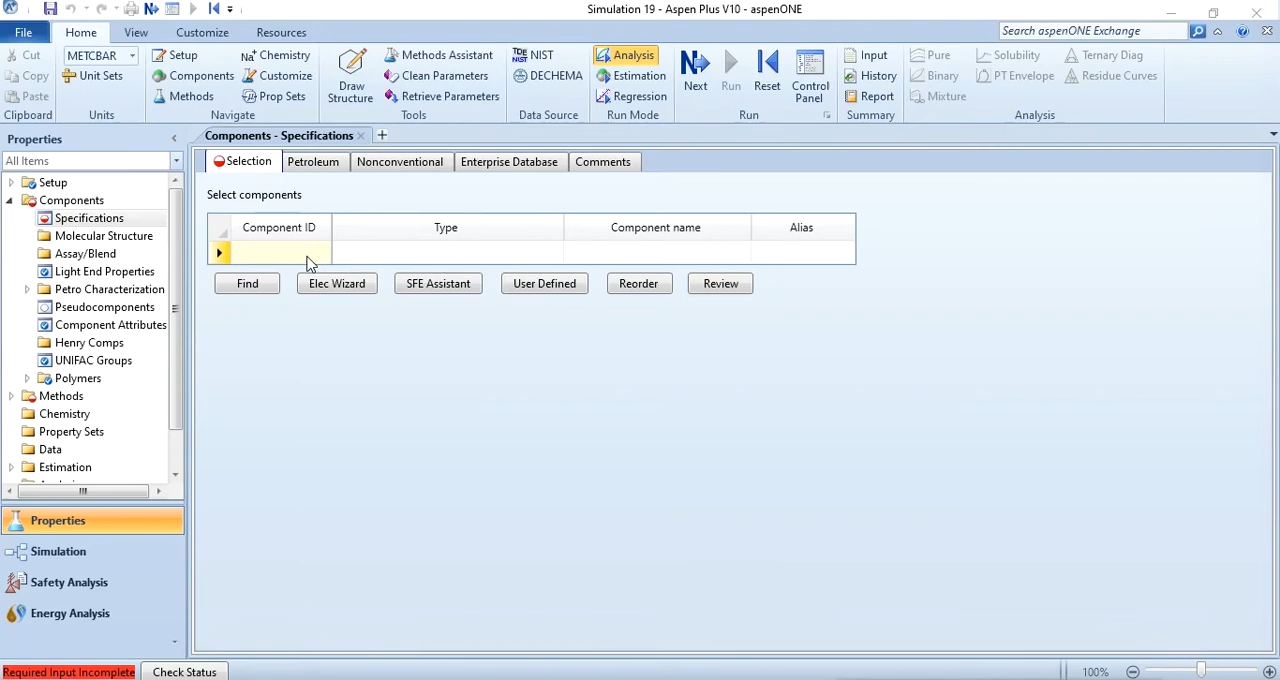 Simulation 19 - Aspen Plus V10 - aspenONE
File Home View Customize Resources Search aspenONE Exchange
Cut METCBAR Setup Chemistry Methods Assistant NIST Analysis Input Pure Solubility Ternary Diag
Copy Unit Sets Components Customize Clean Parameters DECHEMA Estimation History Binary PT Envelope Residue Curves
Paste Methods Prop Sets Draw Structure Retrieve Parameters Regression Next Run Reset Control Panel Report Mixture
Clipboard Units Navigate Tools Data Source Run Mode Run Summary Analysis
Properties Components - Specifications
All Items
Selection Petroleum Nonconventional Enterprise Database Comments
Setup
Components
Specifications
Molecular Structure
Assay/Blend
Light End Properties
Petro Characterization
Pseudocomponents
Component Attributes
Henry Comps
UNIFAC Groups
Polymers
Methods
Chemistry
Property Sets
Data
Estimation
Select components
Component ID Type Component name Alias
Find Elec Wizard SFE Assistant User Defined Reorder Review
Properties
Simulation
Safety Analysis
Energy Analysis
Required Input Incomplete Check Status 100%